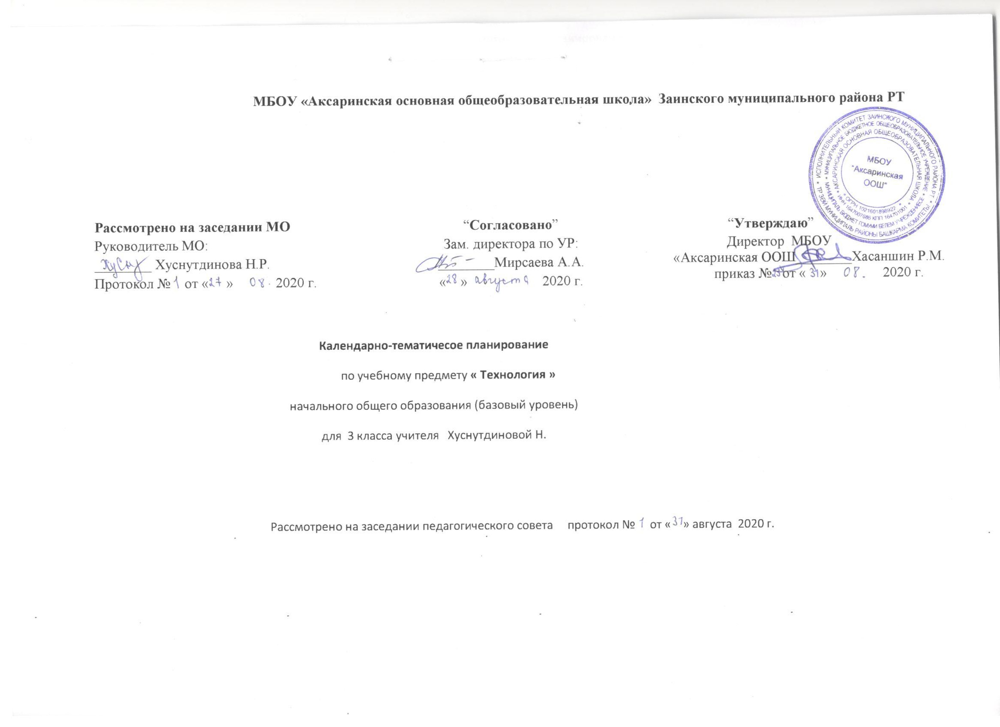 МБОУ «Аксаринская основная общеобразовательная школа» Заинского муниципального района РТ
ИСПОЛНИТЕЛЬНЫЙ КОМИТЕТ ЗАИНСКОГО МУНИЦИПАЛЬНОГО РАЙОНА РТ *
ТР ЗӘЙ МУНИЦИПАЛЬ РАЙОНЫ БАШКАРМА КОМИТЕТЫ *
МУНИЦИПАЛЬНОЕ БЮДЖЕТНОЕ ОБЩЕОБРАЗОВАТЕЛЬНОЕ УЧРЕЖДЕНИЕ *
МУНИЦИПАЛЬ БЮДЖЕТ ГОМУМИ БЕЛЕМ УЧРЕЖДЕНИЕСЕ *
АКСАРИНСКАЯ ОСНОВНАЯ ОБЩЕОБРАЗОВАТЕЛЬНАЯ ШКОЛА *
ИНН 1647007686 КПП 164701001 *
* ОГРН 1021601898922 *
МБОУ
"Аксаринская
ООШ"
Рассмотрено на заседании МО
Руководитель МО:
Хусну Хуснутдинова Н.Р.
Протокол № 1 от «27» 08. 2020 г.
“Согласовано”
Зам. директора по УР:
Мирсаева А.А.
«28» августа 2020 г.
“Утверждаю”
Директор МБОУ
«Аксаринская ООШ Хасаншин Р.М.
приказ № от «31» 08. 2020 г.
Календарно-тематичесое планирование
по учебному предмету « Технология »
начального общего образования (базовый уровень)
для 3 класса учителя Хуснутдиновой Н.
Рассмотрено на заседании педагогического совета протокол № 1 от «31» августа 2020 г.